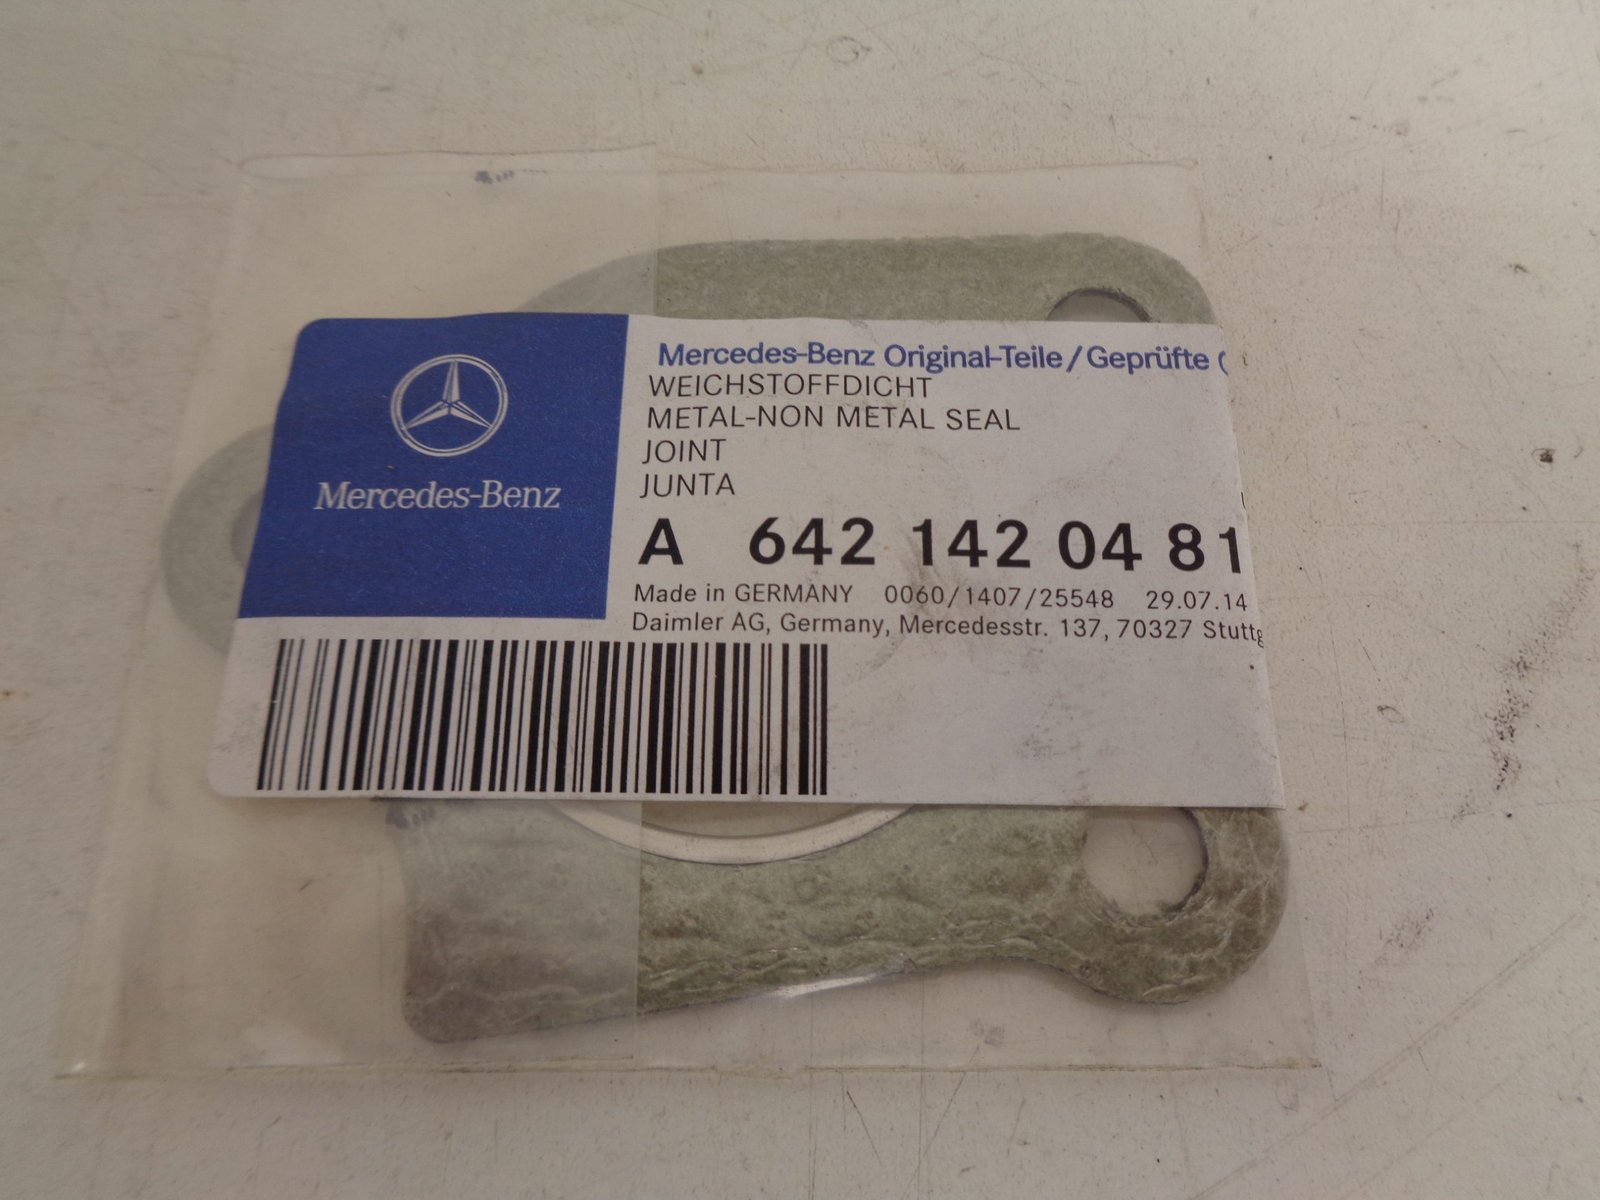 Mercedes-Benz
Mercedes-Benz Original-Teile/Geprüfte (
WEICHSTOFFDICHT
METAL-NON METAL SEAL
JOINT
JUNTA
A 642 142 04 81
Made in GERMANY 0060/1407/25548 29.07.14
Daimler AG, Germany, Mercedesstr. 137, 70327 Stuttg